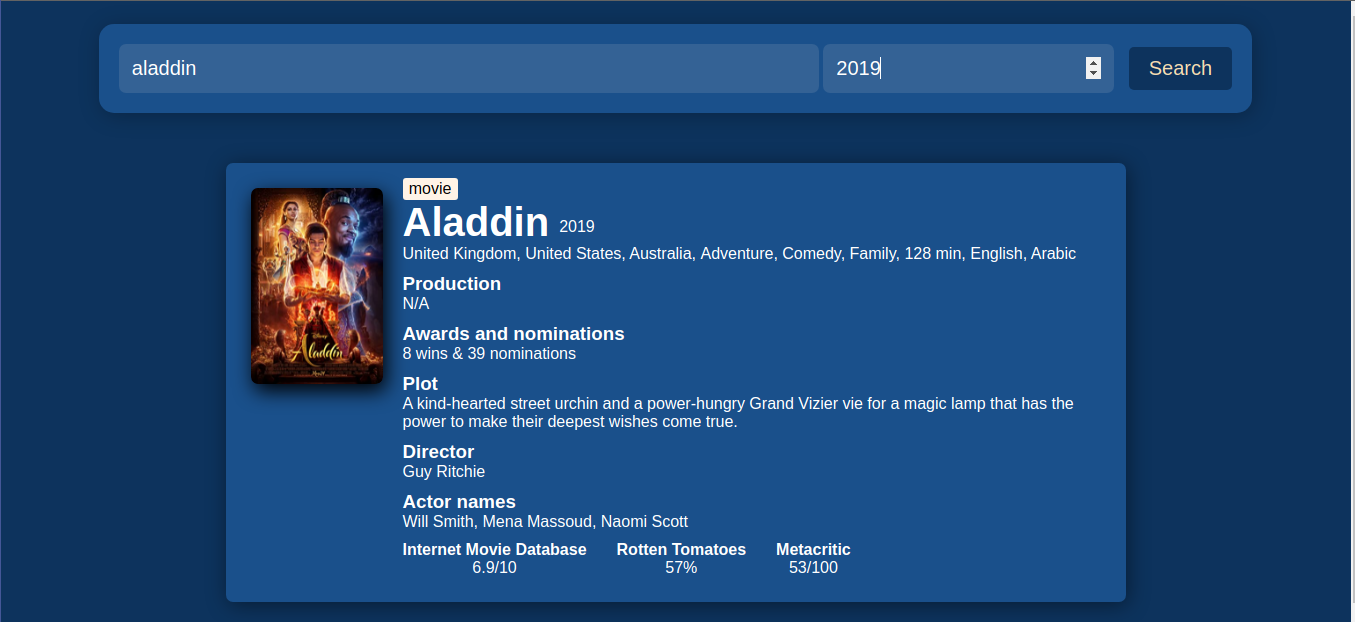 aladdin 2019 Search
movie
Aladdin 2019
United Kingdom, United States, Australia, Adventure, Comedy, Family, 128 min, English, Arabic
Production
N/A
Awards and nominations
8 wins & 39 nominations
Plot
A kind-hearted street urchin and a power-hungry Grand Vizier vie for a magic lamp that has the
power to make their deepest wishes come true.
Director
Guy Ritchie
Actor names
Will Smith, Mena Massoud, Naomi Scott
Internet Movie Database Rotten Tomatoes Metacritic
6.9/10 57% 53/100
Disney
Aladdin